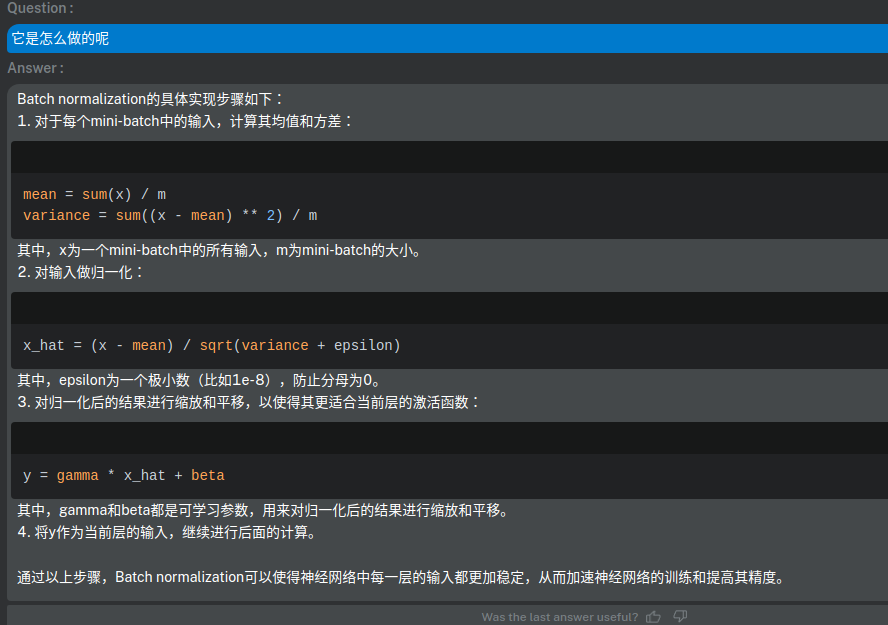 Question :
它是怎么做的呢
Answer :
Batch normalization的具体实现步骤如下：
1. 对于每个mini-batch中的输入，计算其均值和方差：
mean = sum(x) / m
variance = sum((x - mean) ** 2) / m
其中，x为一个mini-batch中的所有输入，m为mini-batch的大小。
2. 对输入做归一化：
x_hat = (x - mean) / sqrt(variance + epsilon)
其中，epsilon为一个极小数（比如1e-8），防止分母为0。
3. 对归一化后的结果进行缩放和平移，以使得其更适合当前层的激活函数：
y = gamma * x_hat + beta
其中，gamma和beta都是可学习参数，用来对归一化后的结果进行缩放和平移。
4. 将y作为当前层的输入，继续进行后面的计算。
通过以上步骤，Batch normalization可以使得神经网络中每一层的输入都更加稳定，从而加速神经网络的训练和提高其精度。
Was the last answer useful?